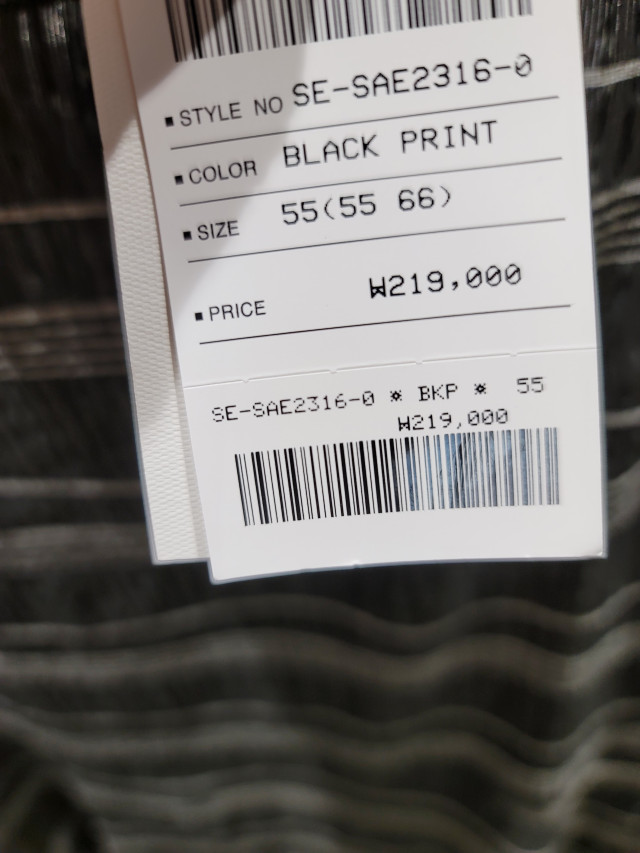 ■ STYLE NO SE-SAE2316-0
■ COLOR BLACK PRINT
■ SIZE 55(55 66)
■ PRICE ₩219,000
SE-SAE2316-0 * BKP * 55
₩219,000